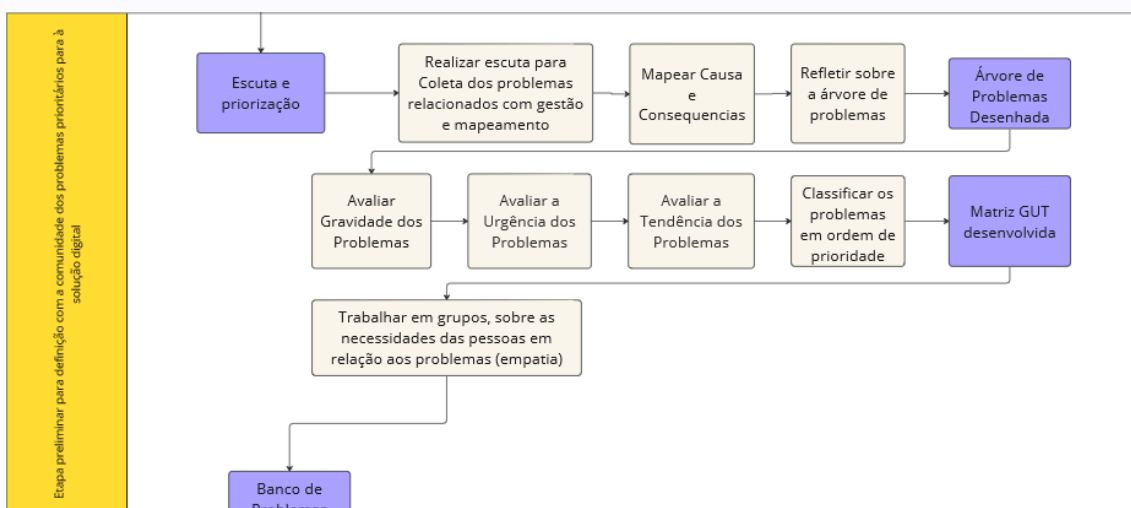 Etapa preliminar para definição com a comunidade dos problemas prioritários para à
solução digital
Escuta e
priorização
Realizar escuta para
Coleta dos problemas
relacionados com gestão
e mapeamento
Mapear Causa
e
Consequencias
Refletir sobre
a árvore de
problemas
Árvore de
Problemas
Desenhada
Avaliar
Gravidade dos
Problemas
Avaliar a
Urgência dos
Problemas
Avaliar a
Tendência dos
Problemas
Classificar os
problemas
em ordem de
prioridade
Matriz GUT
desenvolvida
Trabalhar em grupos, sobre as
necessidades das pessoas em
relação aos problemas (empatia)
Banco de
Problemas